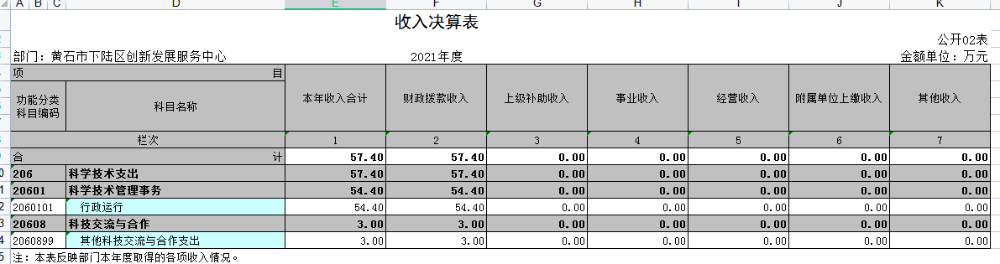 A B C D E F G H I J K
收入决算表
公开02表
部门：黄石市下陆区创新发展服务中心 2021年度 金额单位：万元
项 目 本年收入合计 财政拨款收入 上级补助收入 事业收入 经营收入 附属单位上缴收入 其他收入
功能分类科目编码 科目名称
栏次 1 2 3 4 5 6 7
合 计 57.40 57.40 0.00 0.00 0.00 0.00 0.00
206 科学技术支出 57.40 57.40 0.00 0.00 0.00 0.00 0.00
20601 科学技术管理事务 54.40 54.40 0.00 0.00 0.00 0.00 0.00
2060101 行政运行 54.40 54.40 0.00 0.00 0.00 0.00 0.00
20608 科技交流与合作 3.00 3.00 0.00 0.00 0.00 0.00 0.00
2060899 其他科技交流与合作支出 3.00 3.00 0.00 0.00 0.00 0.00 0.00
注：本表反映部门本年度取得的各项收入情况。